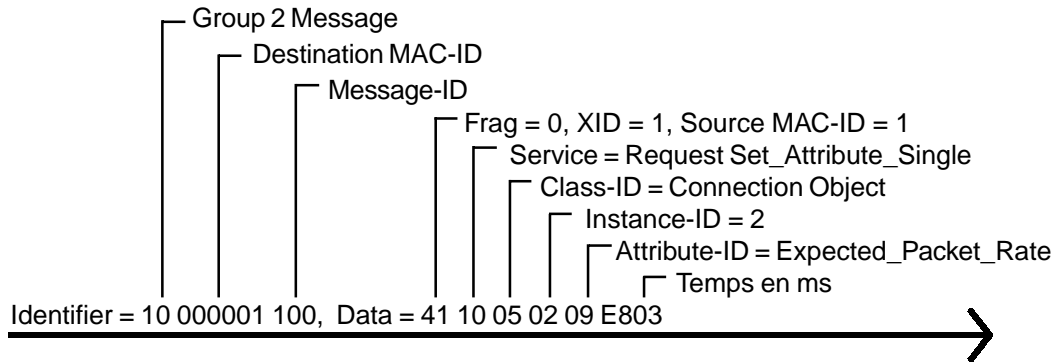 Group 2 Message
Destination MAC-ID
Message-ID
Frag = 0, XID = 1, Source MAC-ID = 1
Service = Request Set_Attribute_Single
Class-ID = Connection Object
Instance-ID = 2
Attribute-ID = Expected_Packet_Rate
Temps en ms
Identifier = 10 000001 100, Data = 41 10 05 02 09 E803